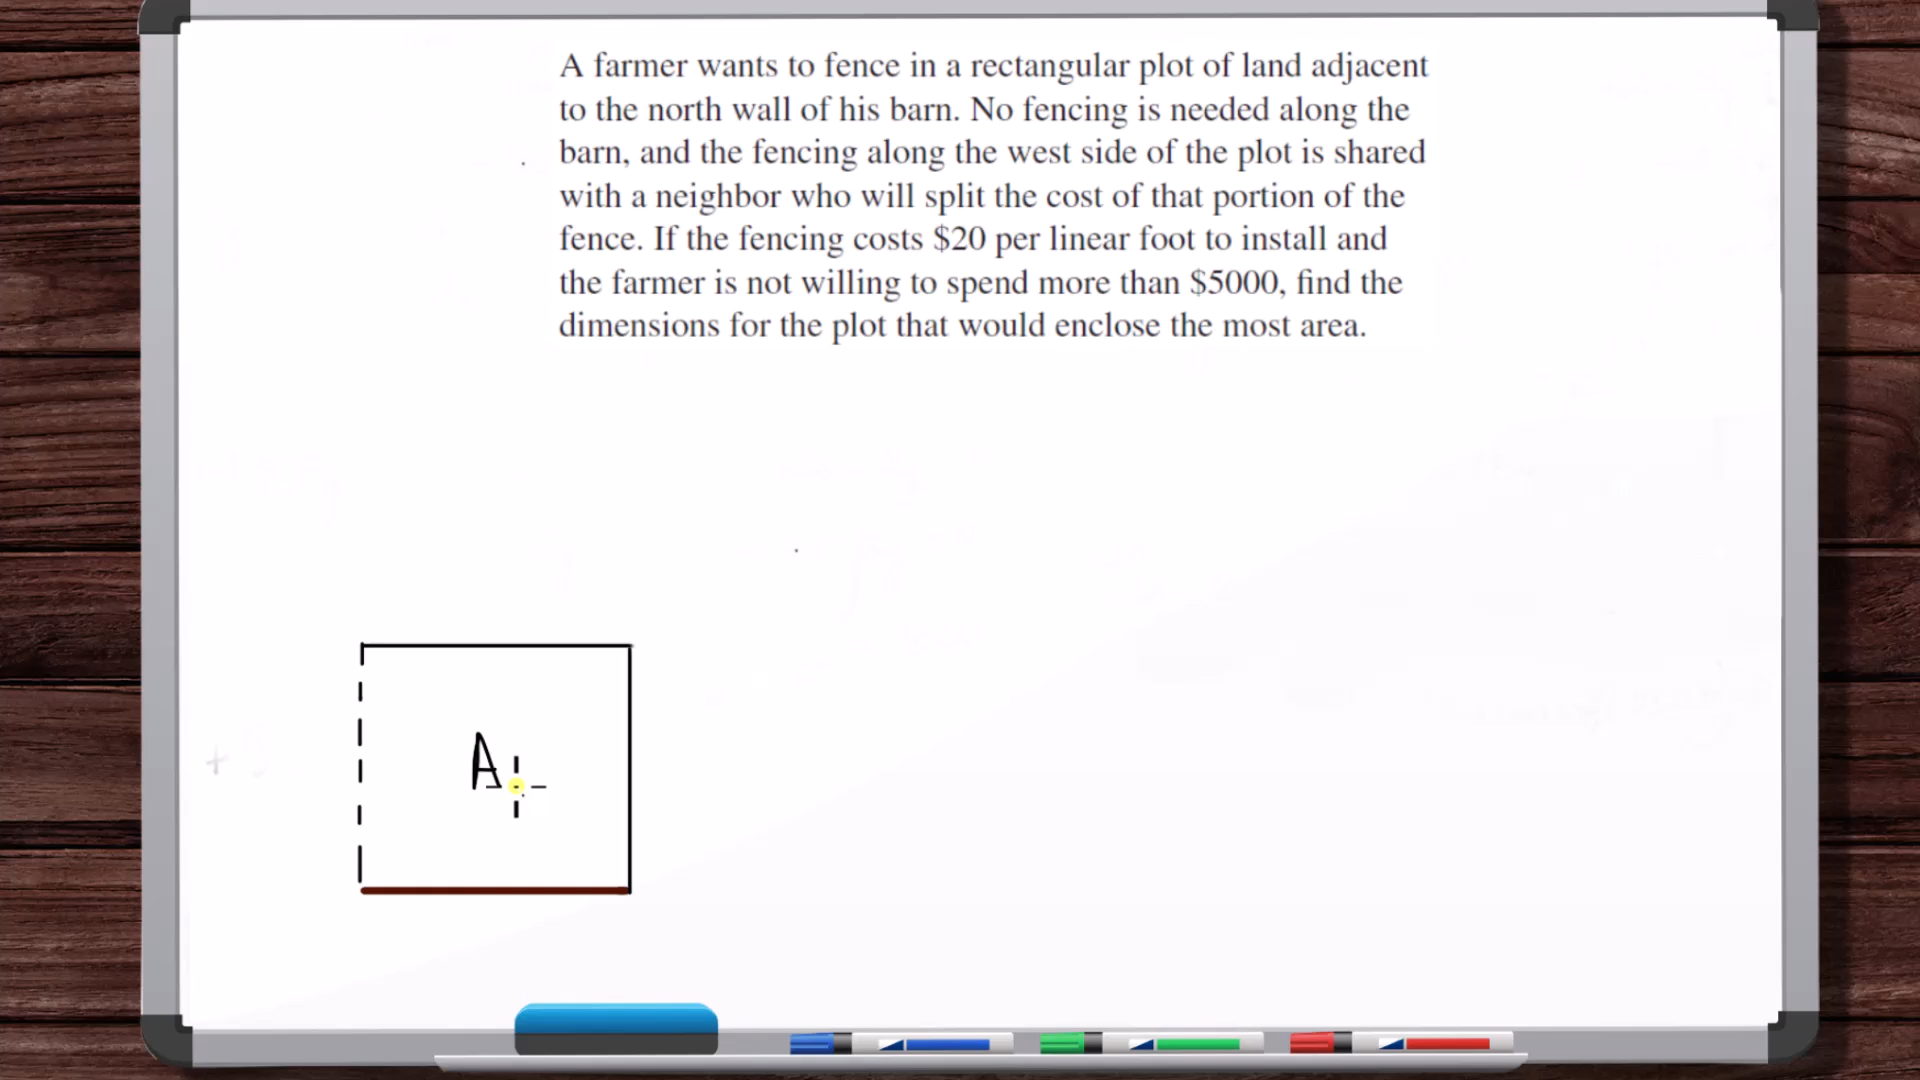 A farmer wants to fence in a rectangular plot of land adjacent
to the north wall of his barn. No fencing is needed along the
barn, and the fencing along the west side of the plot is shared
with a neighbor who will split the cost of that portion of the
fence. If the fencing costs $20 per linear foot to install and
the farmer is not willing to spend more than $5000, find the
dimensions for the plot that would enclose the most area.
A